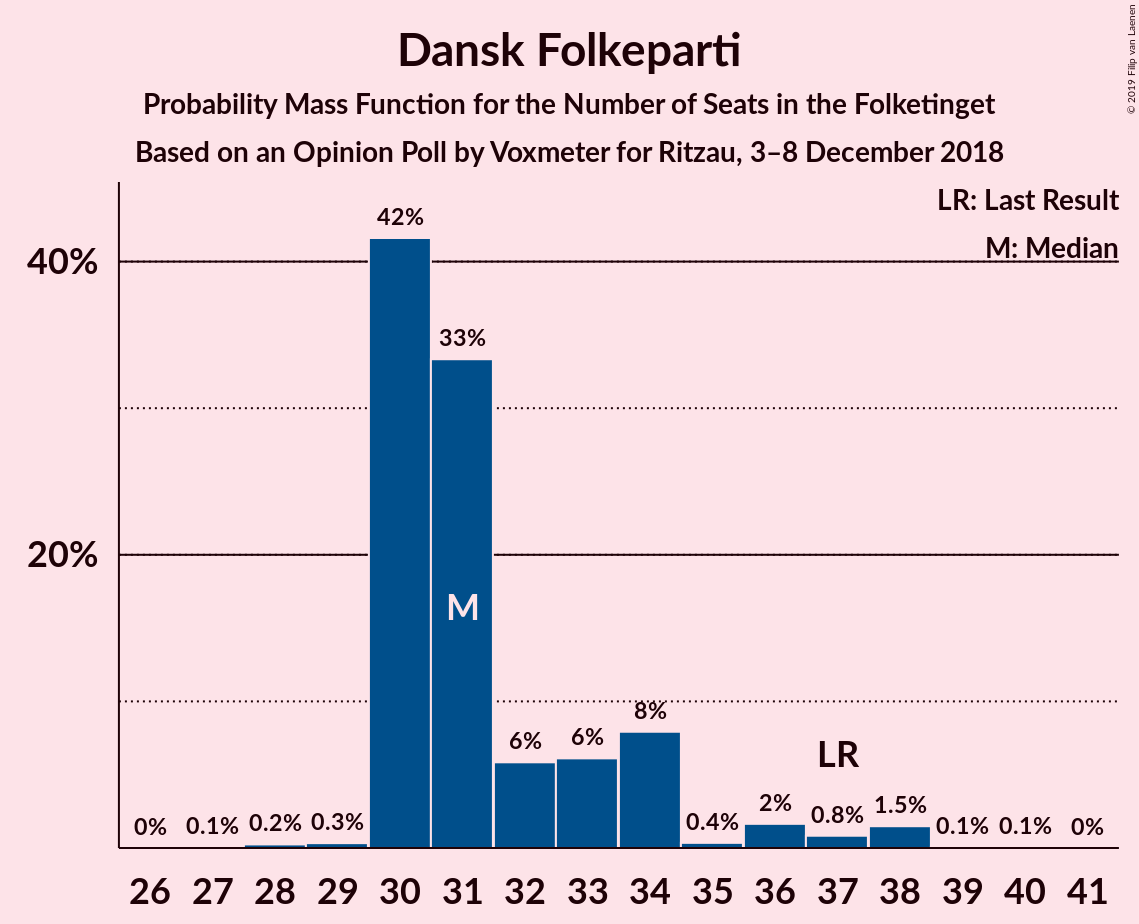 Dansk Folkeparti
Probability Mass Function for the Number of Seats in the Folketinget
Based on an Opinion Poll by Voxmeter for Ritzau, 3–8 December 2018
© 2019 Filip van Laenen
LR: Last Result
M: Median
40%
20%
0%
0.1%
0.2%
0.3%
42%
33%
6%
6%
8%
0.4%
2%
0.8%
1.5%
0.1%
0.1%
0%
M
LR
26 27 28 29 30 31 32 33 34 35 36 37 38 39 40 41